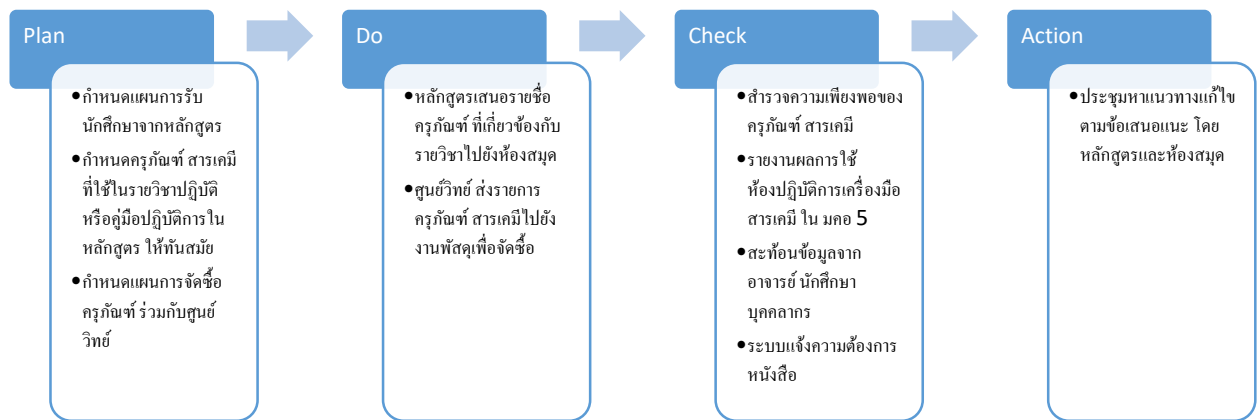 Plan
•กำหนดแผนการรับ
นักศึกษาจากหลักสูตร
•กำหนดครุภัณฑ์ สารเคมี
ที่ใช้ในรายวิชาปฏิบัติ
หรือคู่มือปฏิบัติการใน
หลักสูตร ให้ทันสมัย
•กำหนดแผนการจัดซื้อ
ครุภัณฑ์ ร่วมกับศูนย์
วิทย์
Do
•หลักสูตรเสนอรายชื่อ
ครุภัณฑ์ ที่เกี่ยวข้องกับ
รายวิชาไปยังห้องสมุด
•ศูนย์วิทย์ ส่งรายการ
ครุภัณฑ์ สารเคมีไปยัง
งานพัสดุเพื่อจัดซื้อ
Check
•สำรวจความเพียงพอของ
ครุภัณฑ์ สารเคมี
•รายงานผลการใช้
ห้องปฏิบัติการเครื่องมือ
สารเคมี ใน มคอ 5
•สะท้อนข้อมูลจาก
อาจารย์ นักศึกษา
บุคคลากร
•ระบบแจ้งความต้องการ
หนังสือ
Action
•ประชุมหาแนวทางแก้ไข
ตามข้อเสนอแนะ โดย
หลักสูตรและห้องสมุด